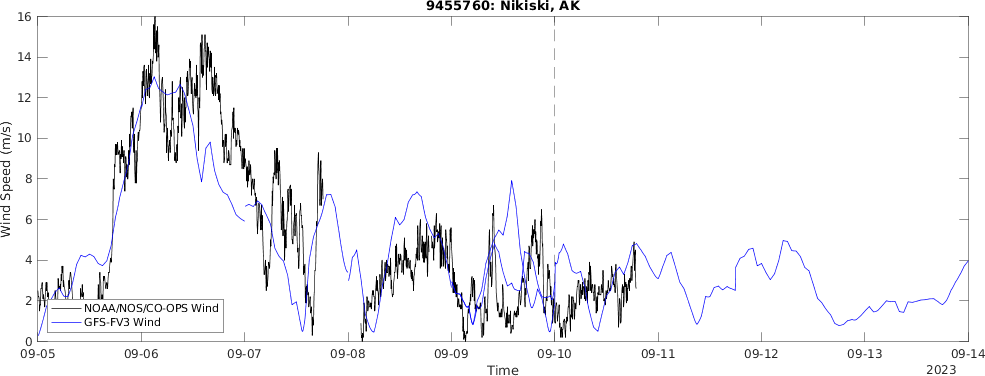 9455760: Nikiski, AK
Wind Speed (m/s)
16
14
12
10
8
6
4
2
0
NOAA/NOS/CO-OPS Wind
GFS-FV3 Wind
09-05 09-06 09-07 09-08 09-09 09-10 09-11 09-12 09-13 09-14
Time
2023